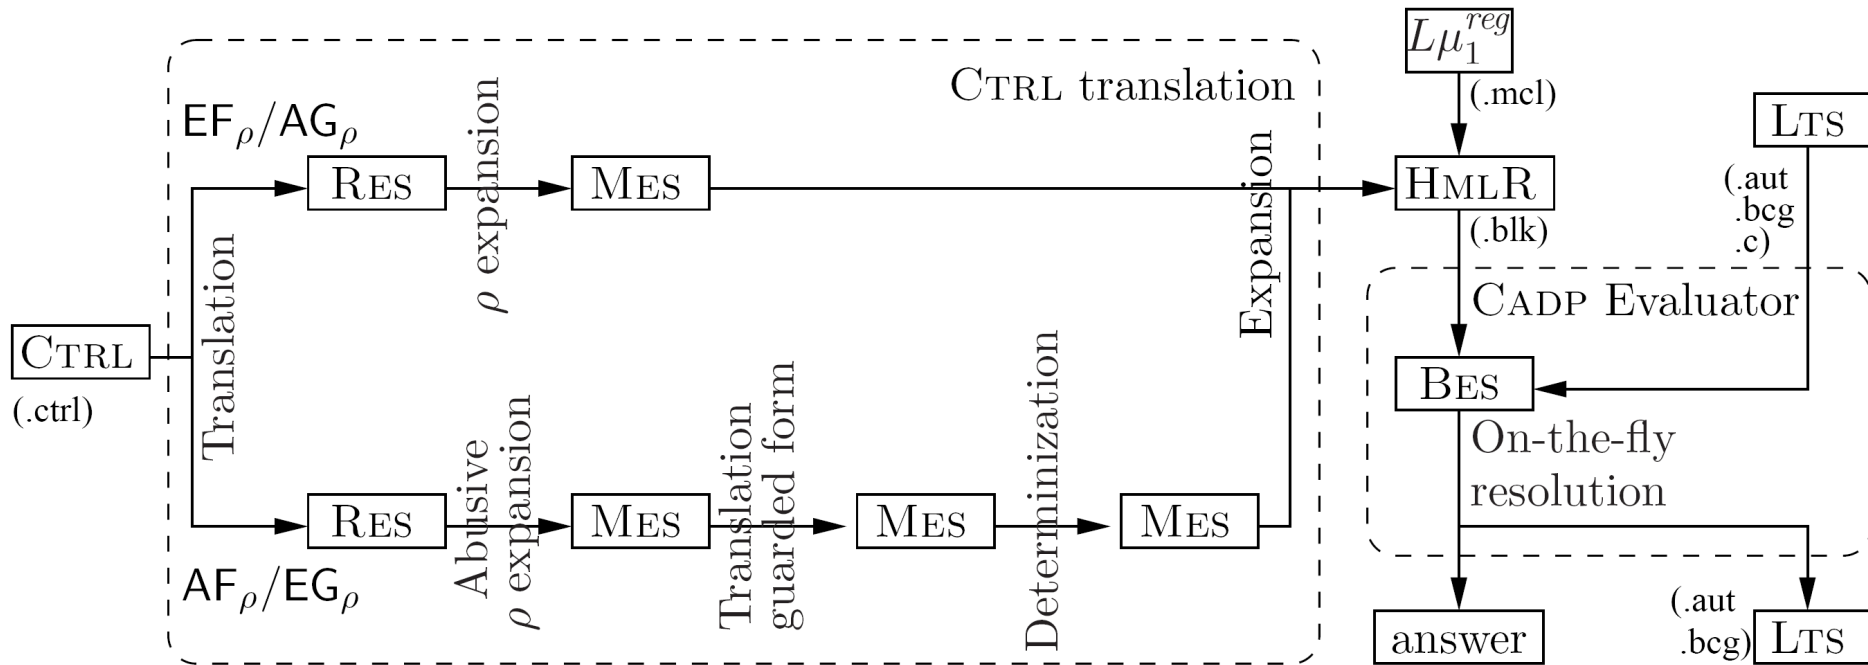 CTRL
(.ctrl)
Translation
EFρ/AGρ
RES
ρ expansion
MES
CTRL translation
Expansion
AFρ/EGρ
RES
Abusive
ρ expansion
MES
Translation
guarded form
MES
Determinization
MES
Lμ₁^reg
(.mcl)
HMLR
(.blk)
LTS
(.aut
.bcg
.c)
CADP Evaluator
BES
On-the-fly
resolution
answer
(.aut
.bcg)
LTS